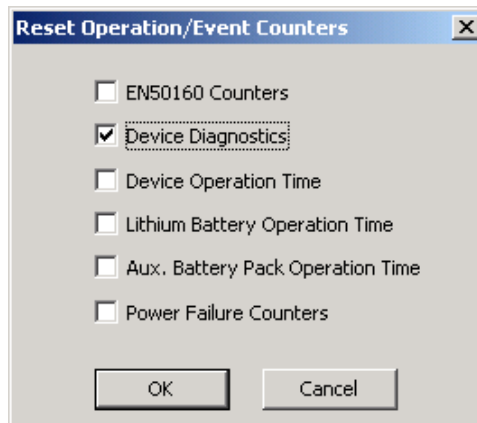 Reset Operation/Event Counters
EN50160 Counters
Device Diagnostics
Device Operation Time
Lithium Battery Operation Time
Aux. Battery Pack Operation Time
Power Failure Counters
OK Cancel